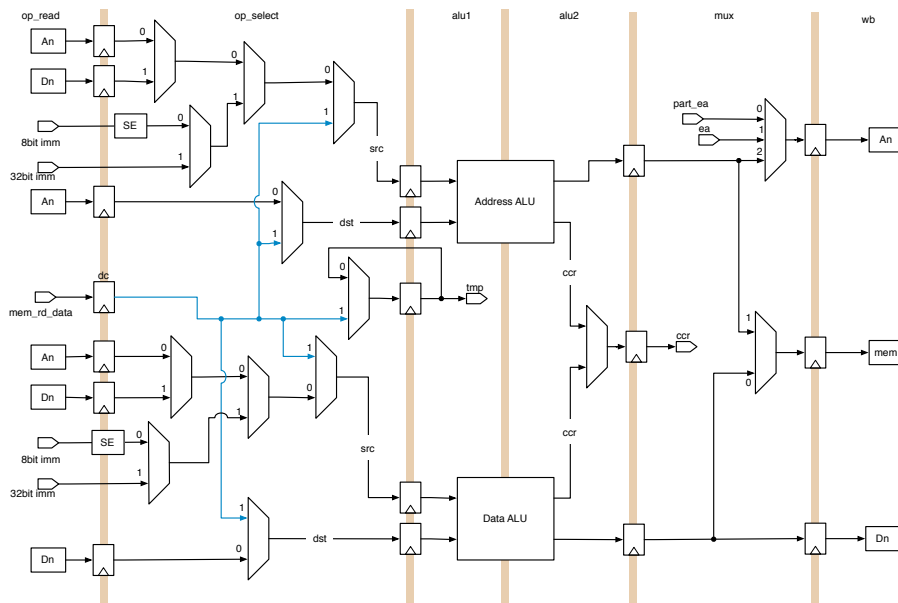 op_read op_select alu1 alu2 mux wb
An 0
0
Dn 1
0
1
8bit imm SE 0
1
32bit imm 1
src
part_ea 0
ea 1
2
An
An 0
dst
1
Address ALU
ccr
dc
mem_rd_data
0
1
tmp
An 0
Dn 1
0
1
1
0
ccr
1
0
mem
8bit imm SE 0
32bit imm 1
src
ccr
1
Dn 0
dst
Data ALU
Dn